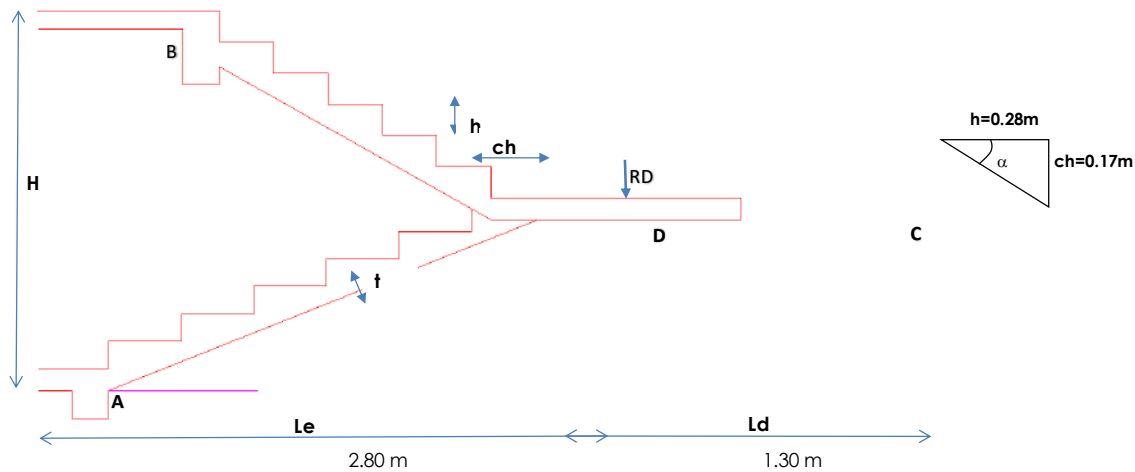 B
h
ch
H
RD
h=0.28m
α
ch=0.17m
D
C
t
A
Le
Ld
2.80 m
1.30 m